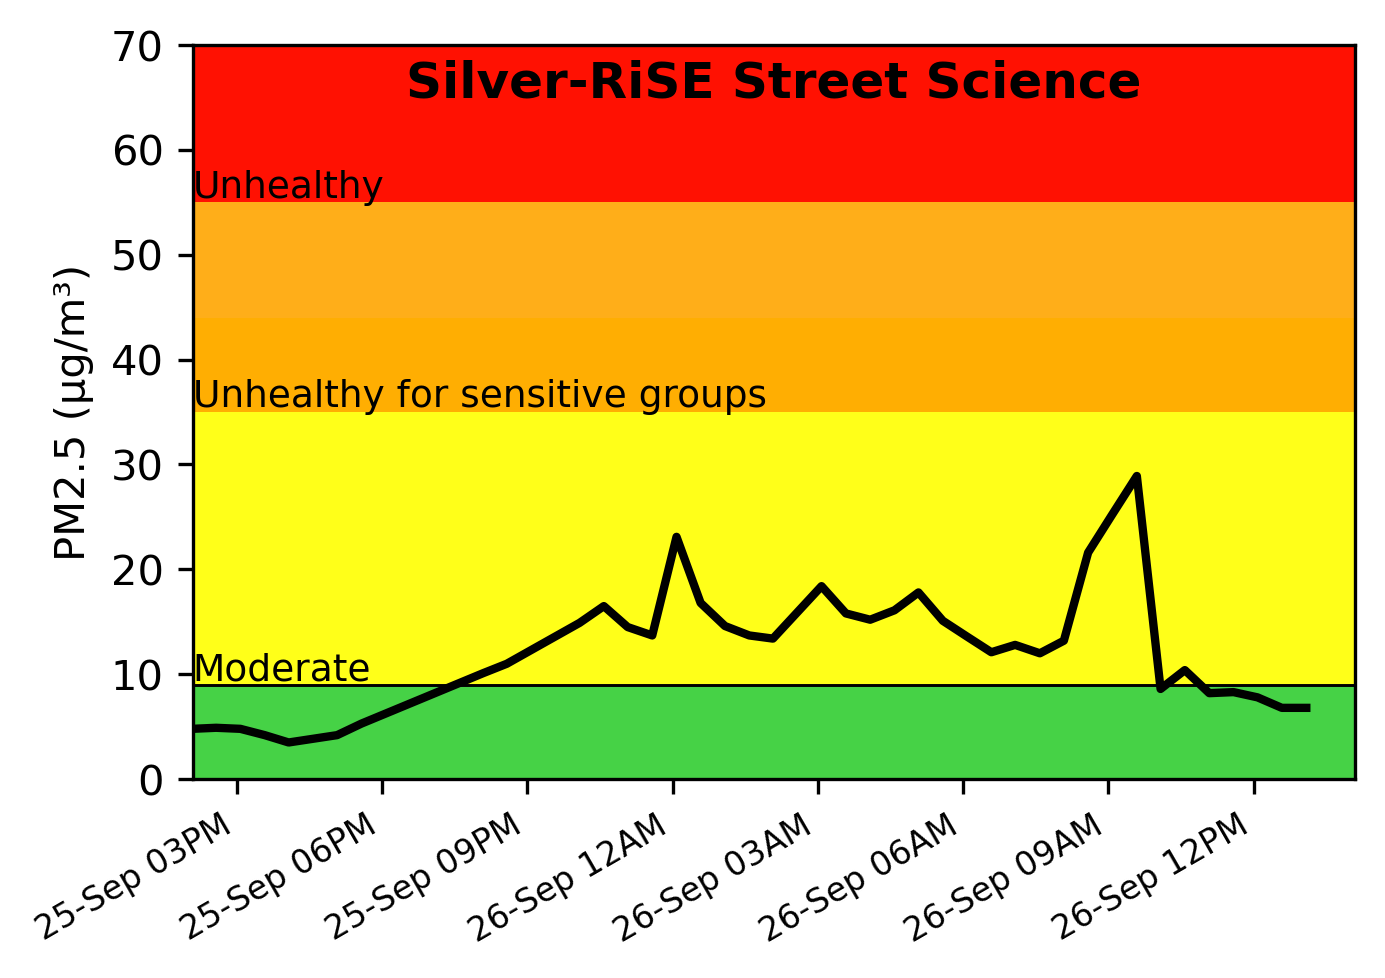 Silver-RiSE Street Science
70
60
50
40
30
20
10
0
PM2.5 (µg/m³)
Unhealthy
Unhealthy for sensitive groups
Moderate
25-Sep 03PM
25-Sep 06PM
25-Sep 09PM
26-Sep 12AM
26-Sep 03AM
26-Sep 06AM
26-Sep 09AM
26-Sep 12PM